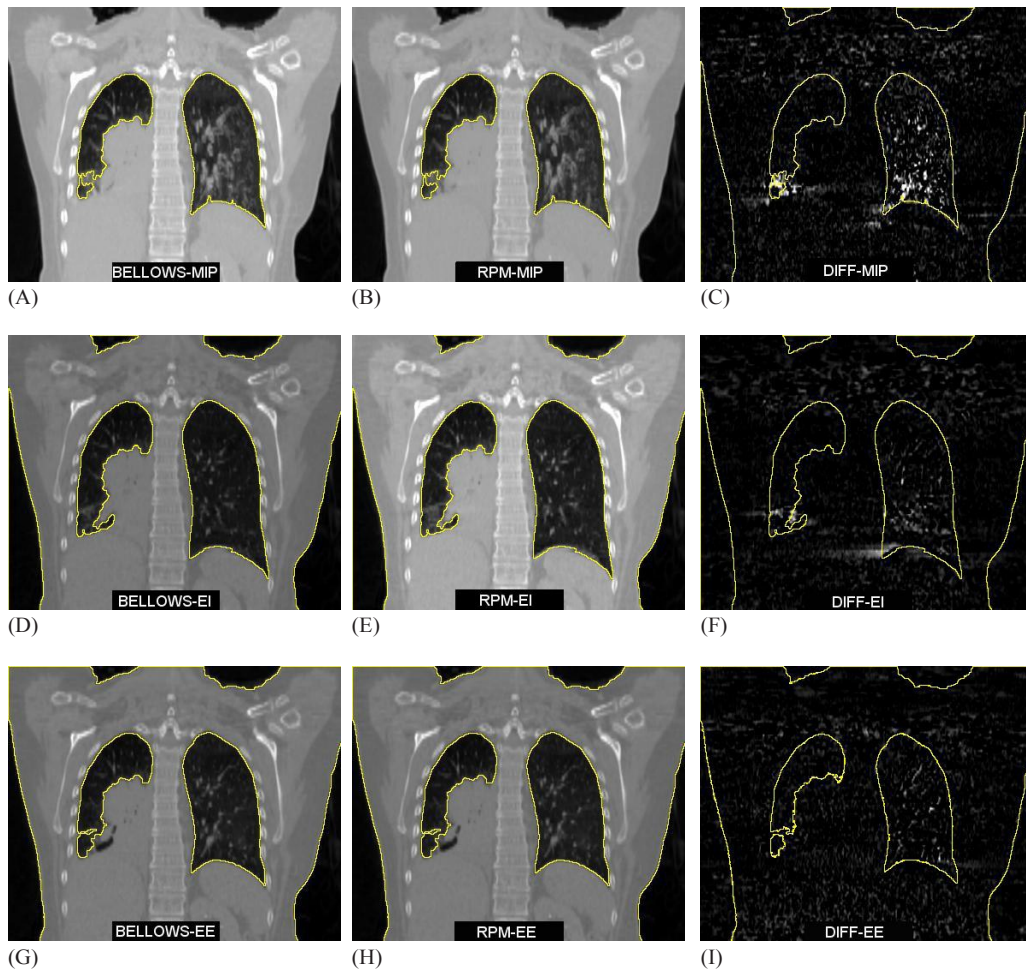 BELLOWS-MIP
RPM-MIP
DIFF-MIP
(A)
(B)
(C)
BELLOWS-EI
RPM-EI
DIFF-EI
(D)
(E)
(F)
BELLOWS-EE
RPM-EE
DIFF-EE
(G)
(H)
(I)